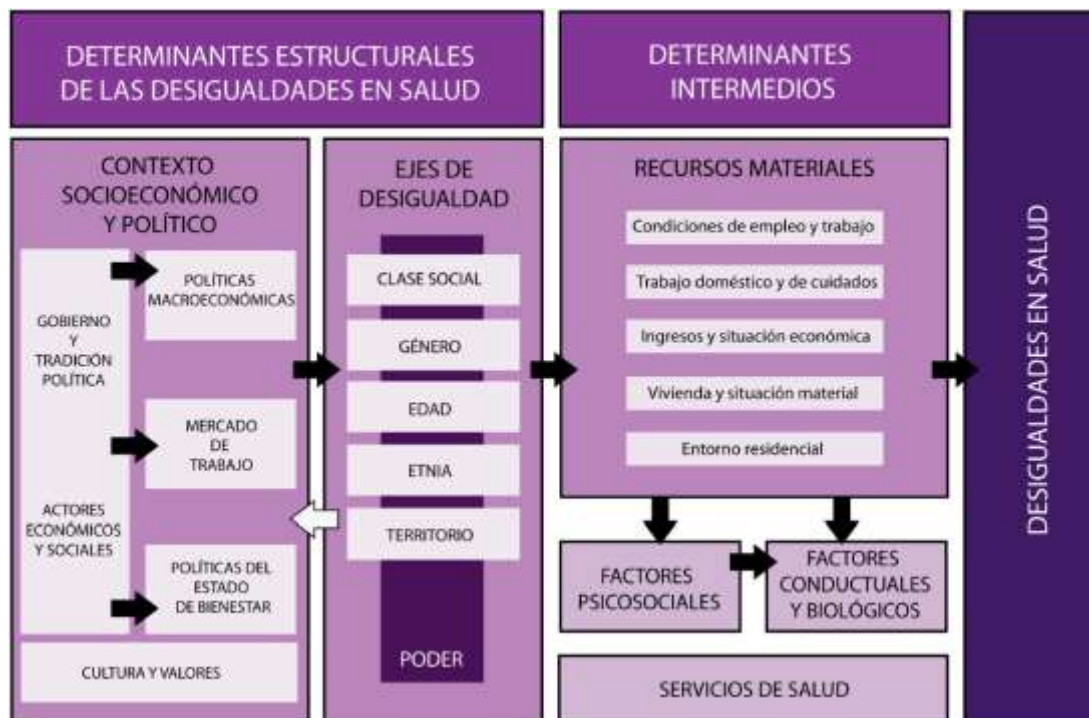 DETERMINANTES ESTRUCTURALES
DE LAS DESIGUALDADES EN SALUD
CONTEXTO
SOCIOECONÓMICO
Y POLÍTICO
GOBIERNO
Y
TRADICIÓN
POLÍTICA
ACTORES
ECONÓMICOS
Y SOCIALES
POLÍTICAS
MACROECONÓMICAS
MERCADO
DE
TRABAJO
POLÍTICAS DEL
ESTADO
DE BIENESTAR
CULTURA Y VALORES
EJES DE
DESIGUALDAD
CLASE SOCIAL
GÉNERO
EDAD
ETNIA
TERRITORIO
PODER
DETERMINANTES
INTERMEDIOS
RECURSOS MATERIALES
Condiciones de empleo y trabajo
Trabajo doméstico y de cuidados
Ingresos y situación económica
Vivienda y situación material
Entorno residencial
FACTORES
PSICOSOCIALES
FACTORES
CONDUCTUALES
Y BIOLÓGICOS
SERVICIOS DE SALUD
DESIGUALDADES EN SALUD